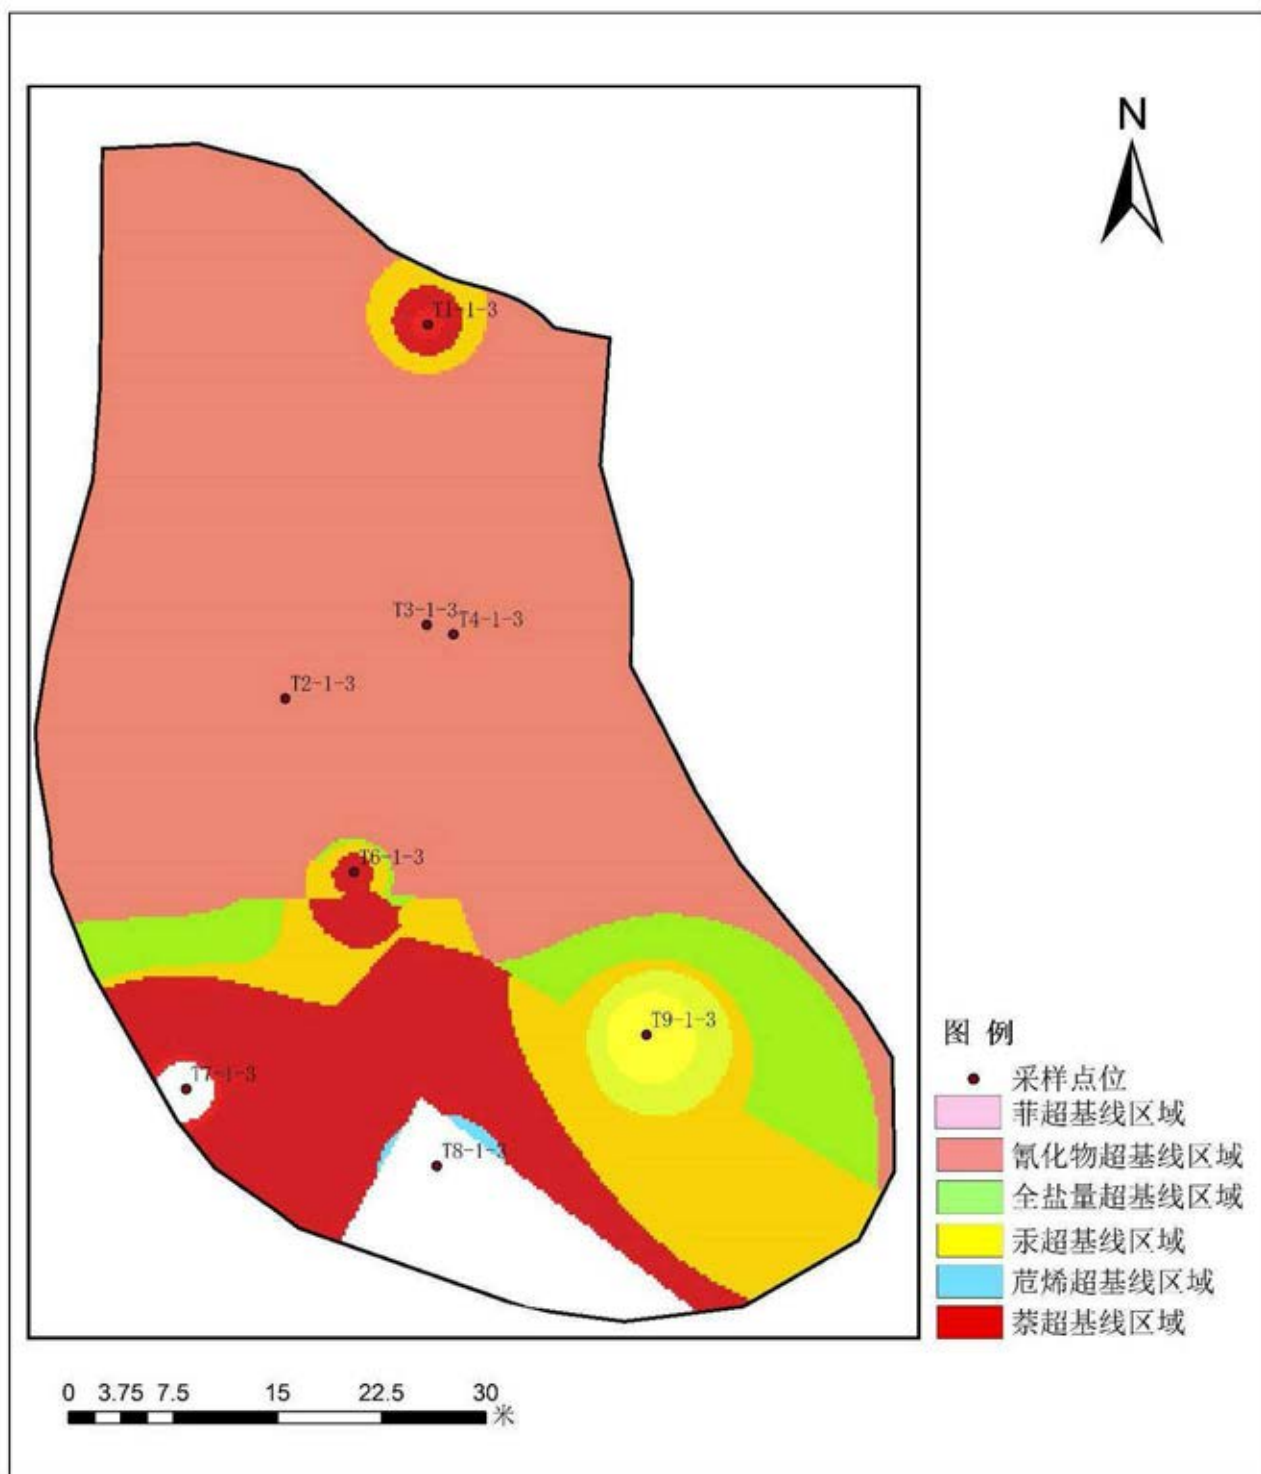 N
T1-1-3
T3-1-3
T4-1-3
T2-1-3
T6-1-3
T9-1-3
T7-1-3
T8-1-3
图 例
采样点位
菲超基线区域
氰化物超基线区域
全盐量超基线区域
汞超基线区域
苊烯超基线区域
萘超基线区域
0 3.75 7.5 15 22.5 30
米